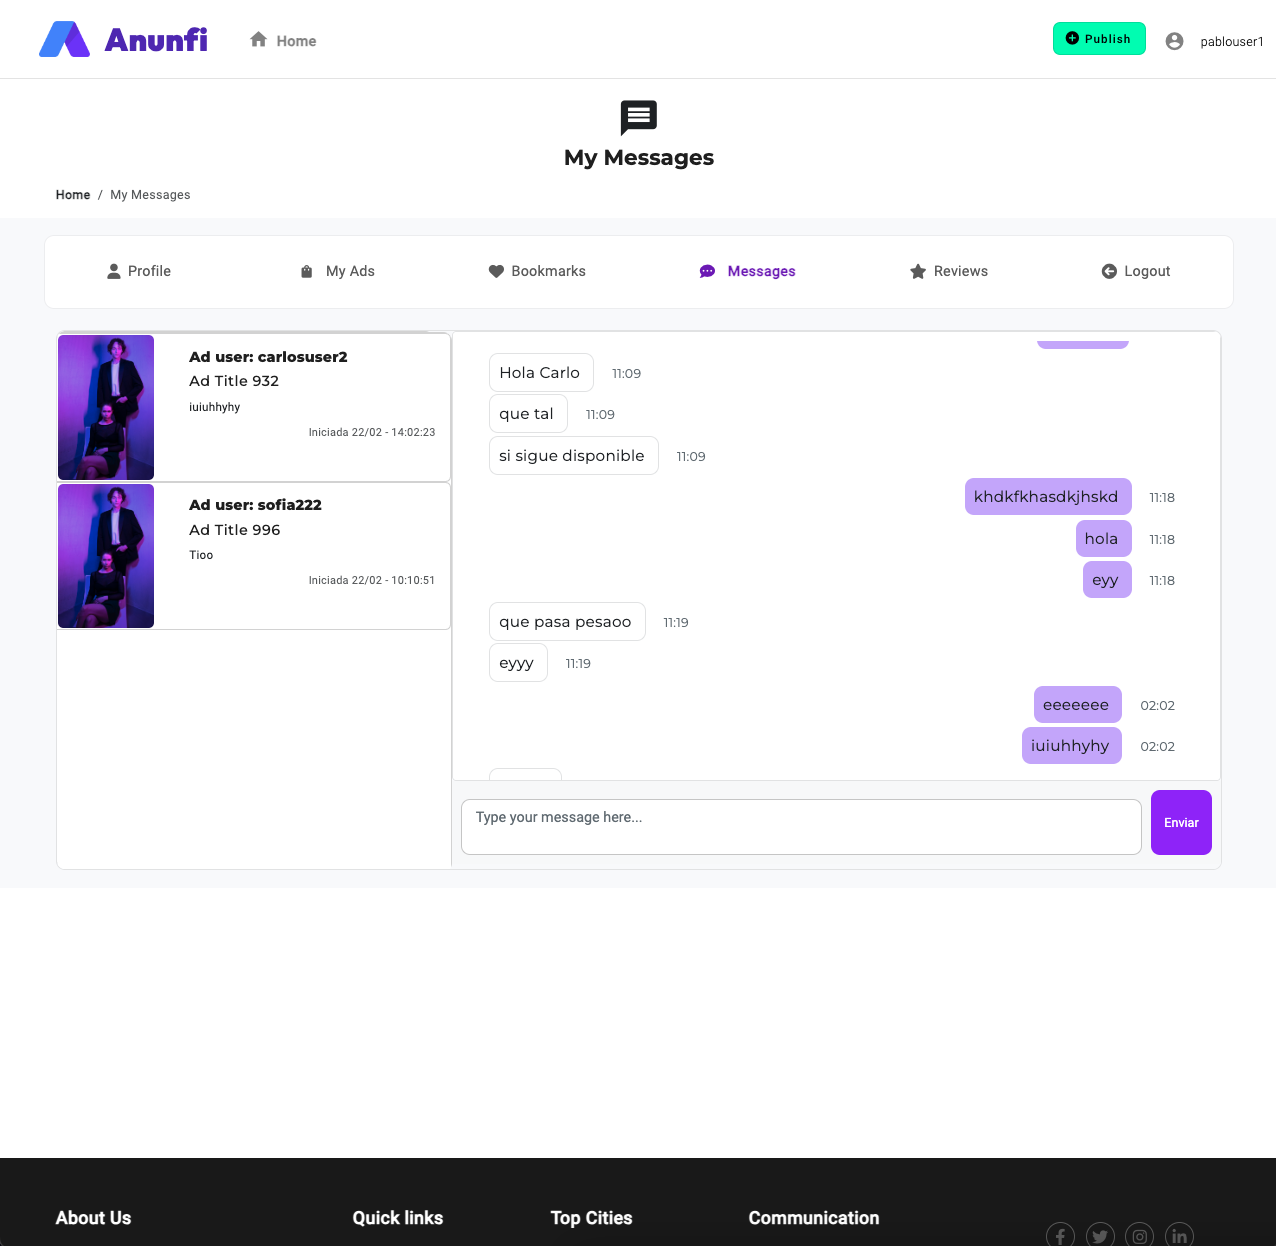 Anunfi
Home
Publish
pablouser1
My Messages
Home / My Messages
Profile
My Ads
Bookmarks
Messages
Reviews
Logout
Ad user: carlosuser2
Ad Title 932
iuiuhhyhy
Iniciada 22/02 - 14:02:23
Ad user: sofia222
Ad Title 996
Tioo
Iniciada 22/02 - 10:10:51
Hola Carlo 11:09
que tal 11:09
si sigue disponible 11:09
khdkfkhasdkjhskd 11:18
hola 11:18
eyy 11:18
que pasa pesaoo 11:19
eyyy 11:19
eeeeeee 02:02
iuiuhhyhy 02:02
Type your message here...
Enviar
About Us
Quick links
Top Cities
Communication